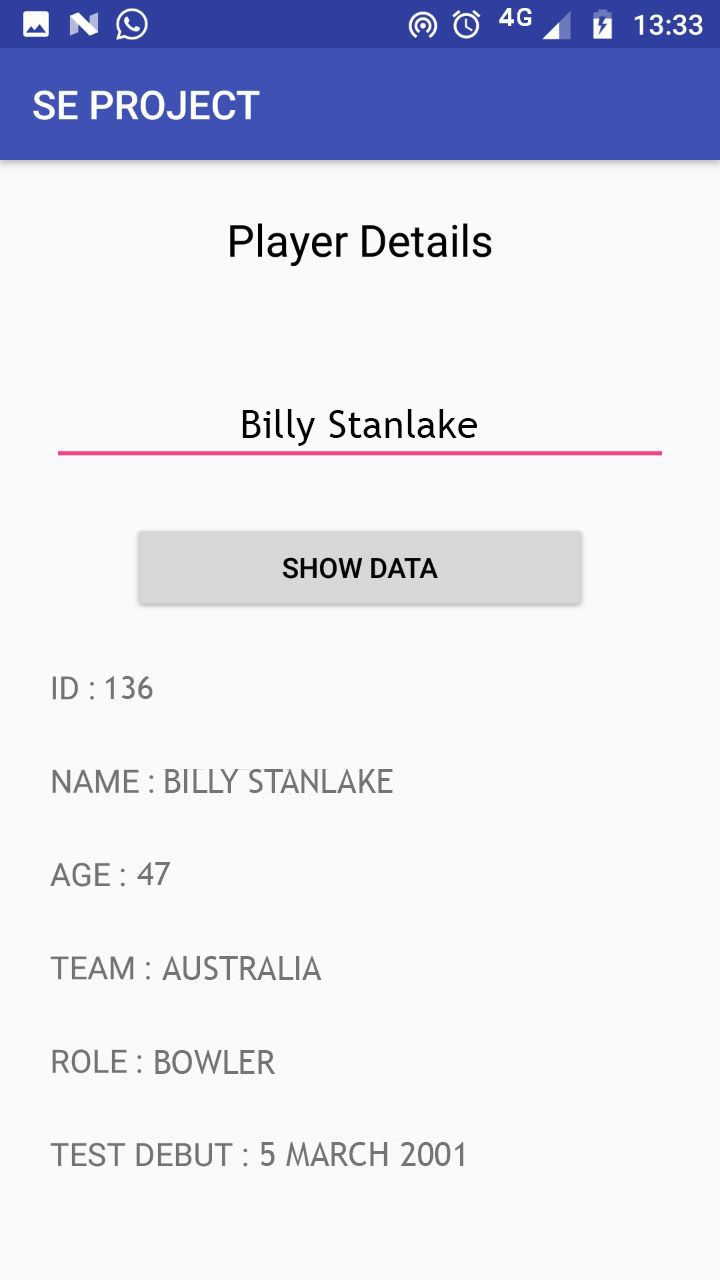 4G 13:33
SE PROJECT
Player Details
Billy Stanlake
SHOW DATA
ID : 136
NAME : BILLY STANLAKE
AGE : 47
TEAM : AUSTRALIA
ROLE : BOWLER
TEST DEBUT : 5 MARCH 2001